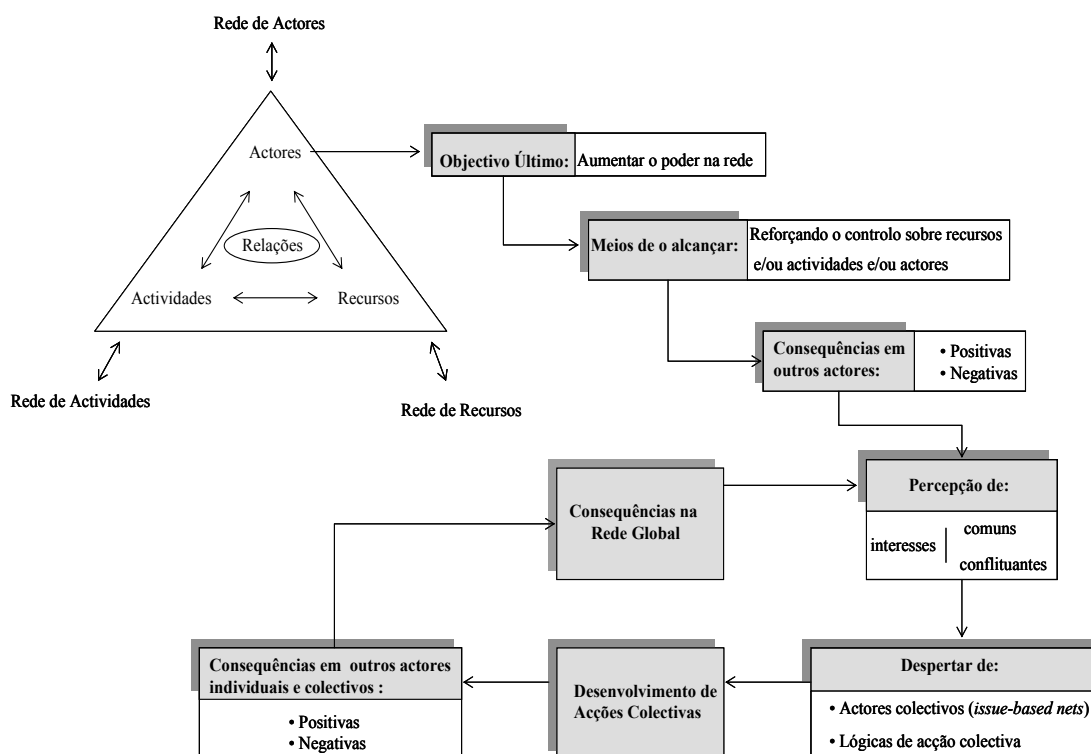 Rede de Actores
Actores
Relações
Actividades
Recursos
Rede de Actividades
Rede de Recursos
Objectivo Último:
Aumentar o poder na rede
Meios de o alcançar:
Reforçando o controlo sobre recursos
e/ou actividades e/ou actores
Consequências em
outros actores:
• Positivas
• Negativas
Percepção de:
interesses
comuns
conflituantes
Consequências na
Rede Global
Despertar de:
• Actores colectivos (issue-based nets)
• Lógicas de acção colectiva
Desenvolvimento de
Acções Colectivas
Consequências em outros actores
individuais e colectivos :
• Positivas
• Negativas